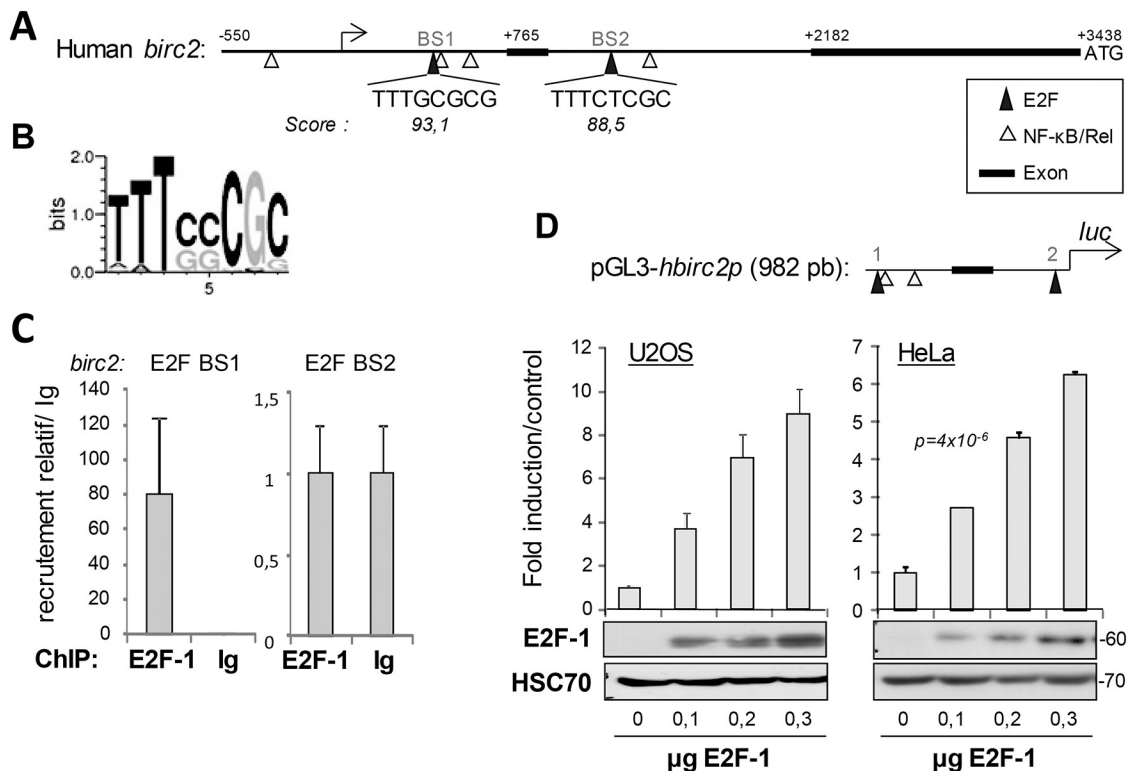 A
-550 BS1 +765 BS2 +2182 +3438
Human birc2: ATG
TTTGCGCG TTTCTCGC
Score : 93,1 88,5
E2F
NF-κB/Rel
Exon
B
2.0
bits
1.0
0.0
TTTCCCGC
GG G
5
C
birc2: E2F BS1 E2F BS2
recrutement relatif/ Ig
140
120
100
80
60
40
20
0
1,5
1
0,5
0
ChIP: E2F-1 Ig E2F-1 Ig
D
luc
1 2
pGL3-hbirc2p (982 pb):
Fold induction/control
U2OS
12
10
8
6
4
2
0
HeLa
7
6
5
4
3
2
1
0
p=4x10-6
E2F-1 -60
HSC70 -70
0 0,1 0,2 0,3 0 0,1 0,2 0,3
µg E2F-1 µg E2F-1